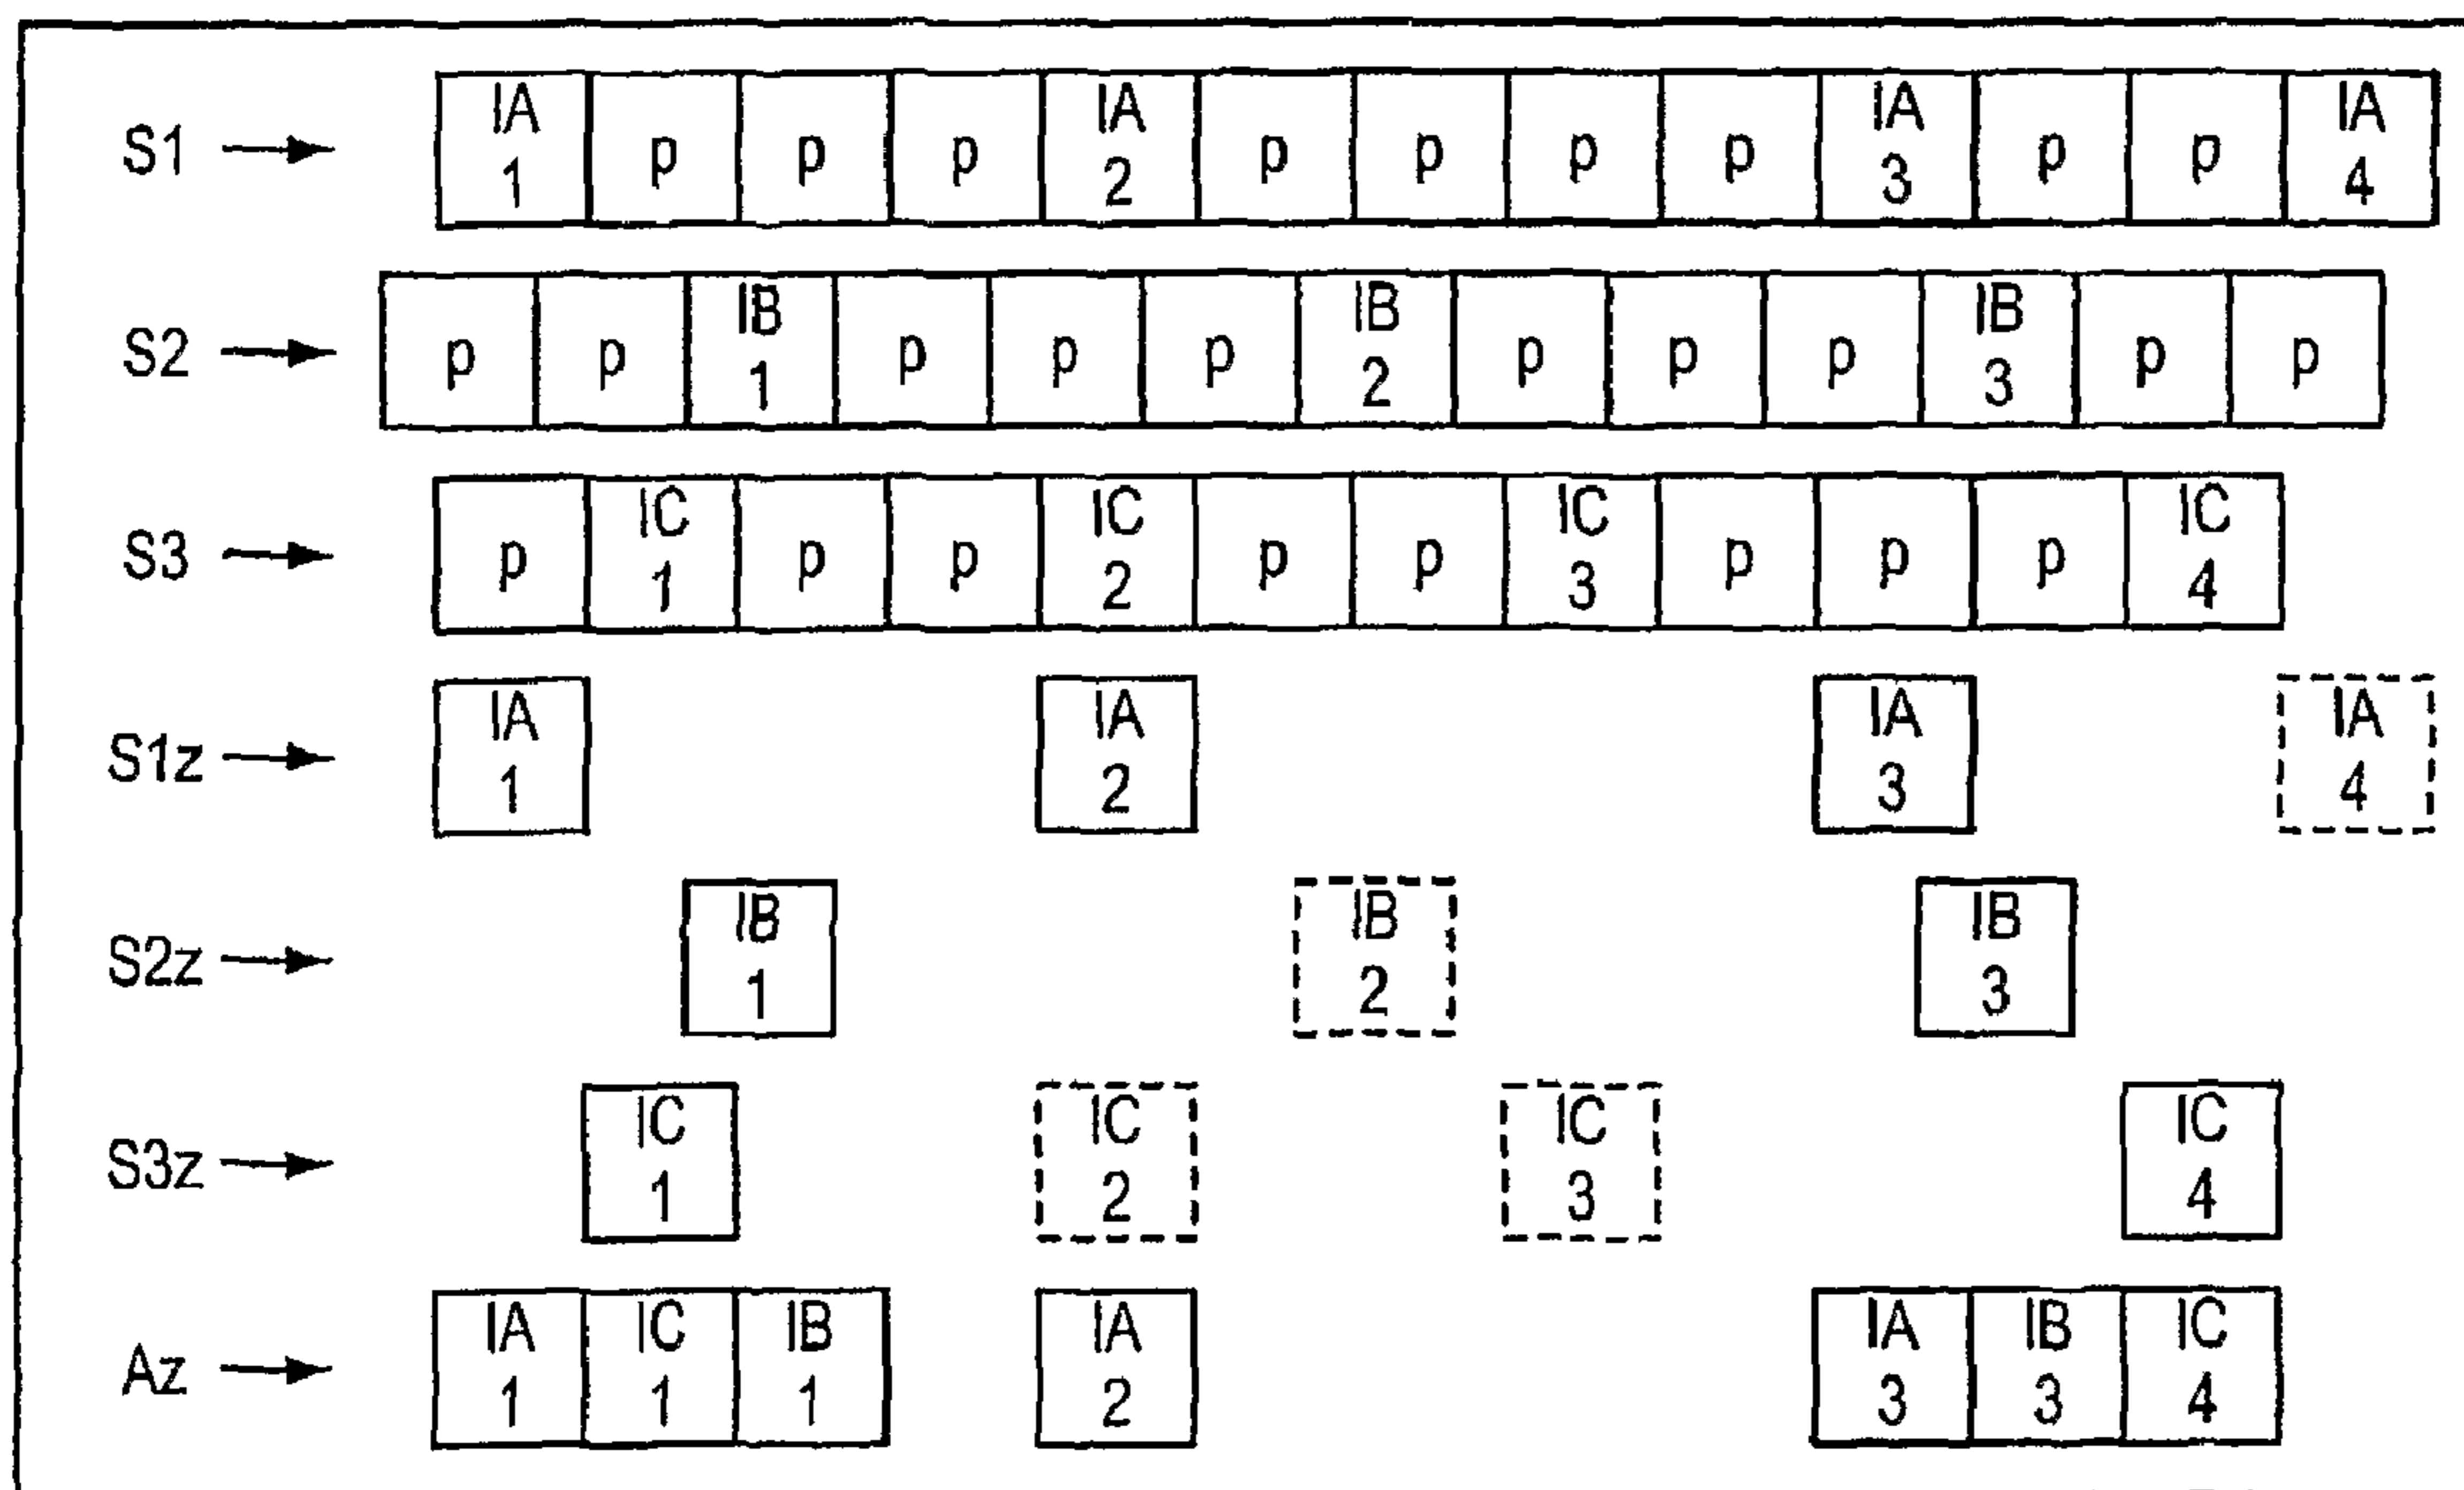 S1 IA 1 p p p IA 2 p p p p IA 3 p p IA 4
S2 p p IB 1 p p p IB 2 p p p IB 3 p p
S3 p IC 1 p p IC 2 p p IC 3 p p p IC 4
S1z IA 1 IA 2 IA 3 IA 4
S2z IB 1 IB 2 IB 3
S3z IC 1 IC 2 IC 3 IC 4
Az IA 1 IC 1 IB 1 IA 2 IA 3 IB 3 IC 4